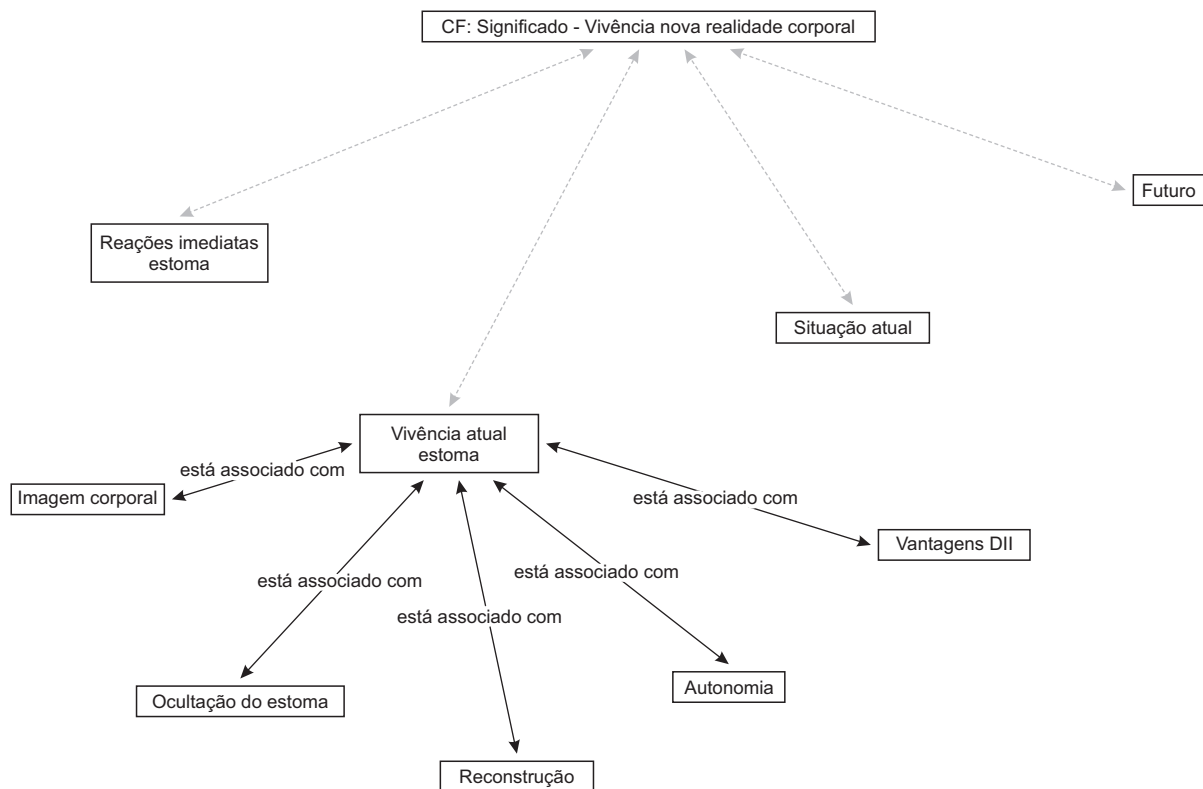 CF: Significado - Vivência nova realidade corporal
Futuro
Reações imediatas
estoma
Situação atual
Vivência atual
estoma
está associado com
Imagem corporal
está associado com
Vantagens DII
está associado com
está associado com
está associado com
Autonomia
Ocultação do estoma
Reconstrução